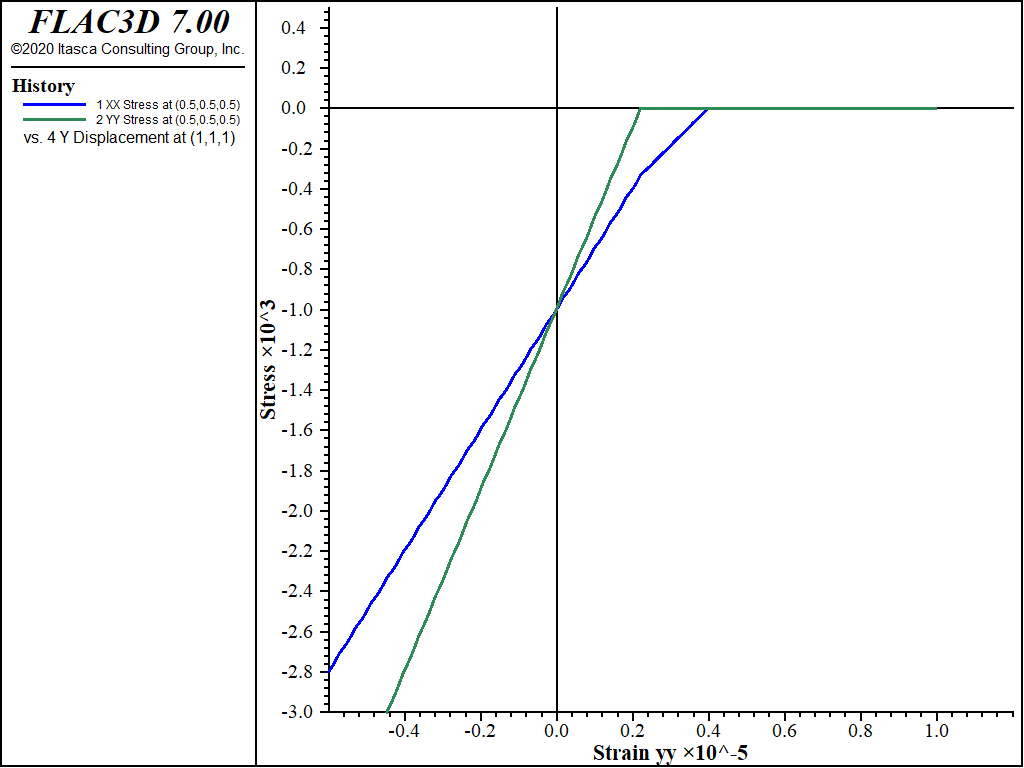 FLAC3D 7.00
©2020 Itasca Consulting Group, Inc.
History
1 XX Stress at (0.5,0.5,0.5)
2 YY Stress at (0.5,0.5,0.5)
vs. 4 Y Displacement at (1,1,1)
0.4
0.2
0.0
-0.2
-0.4
-0.6
-0.8
-1.0
-1.2
-1.4
-1.6
-1.8
-2.0
-2.2
-2.4
-2.6
-2.8
-3.0
Stress ×10^3
-0.4 -0.2 0.0 0.2 0.4 0.6 0.8 1.0
Strain yy ×10^-5